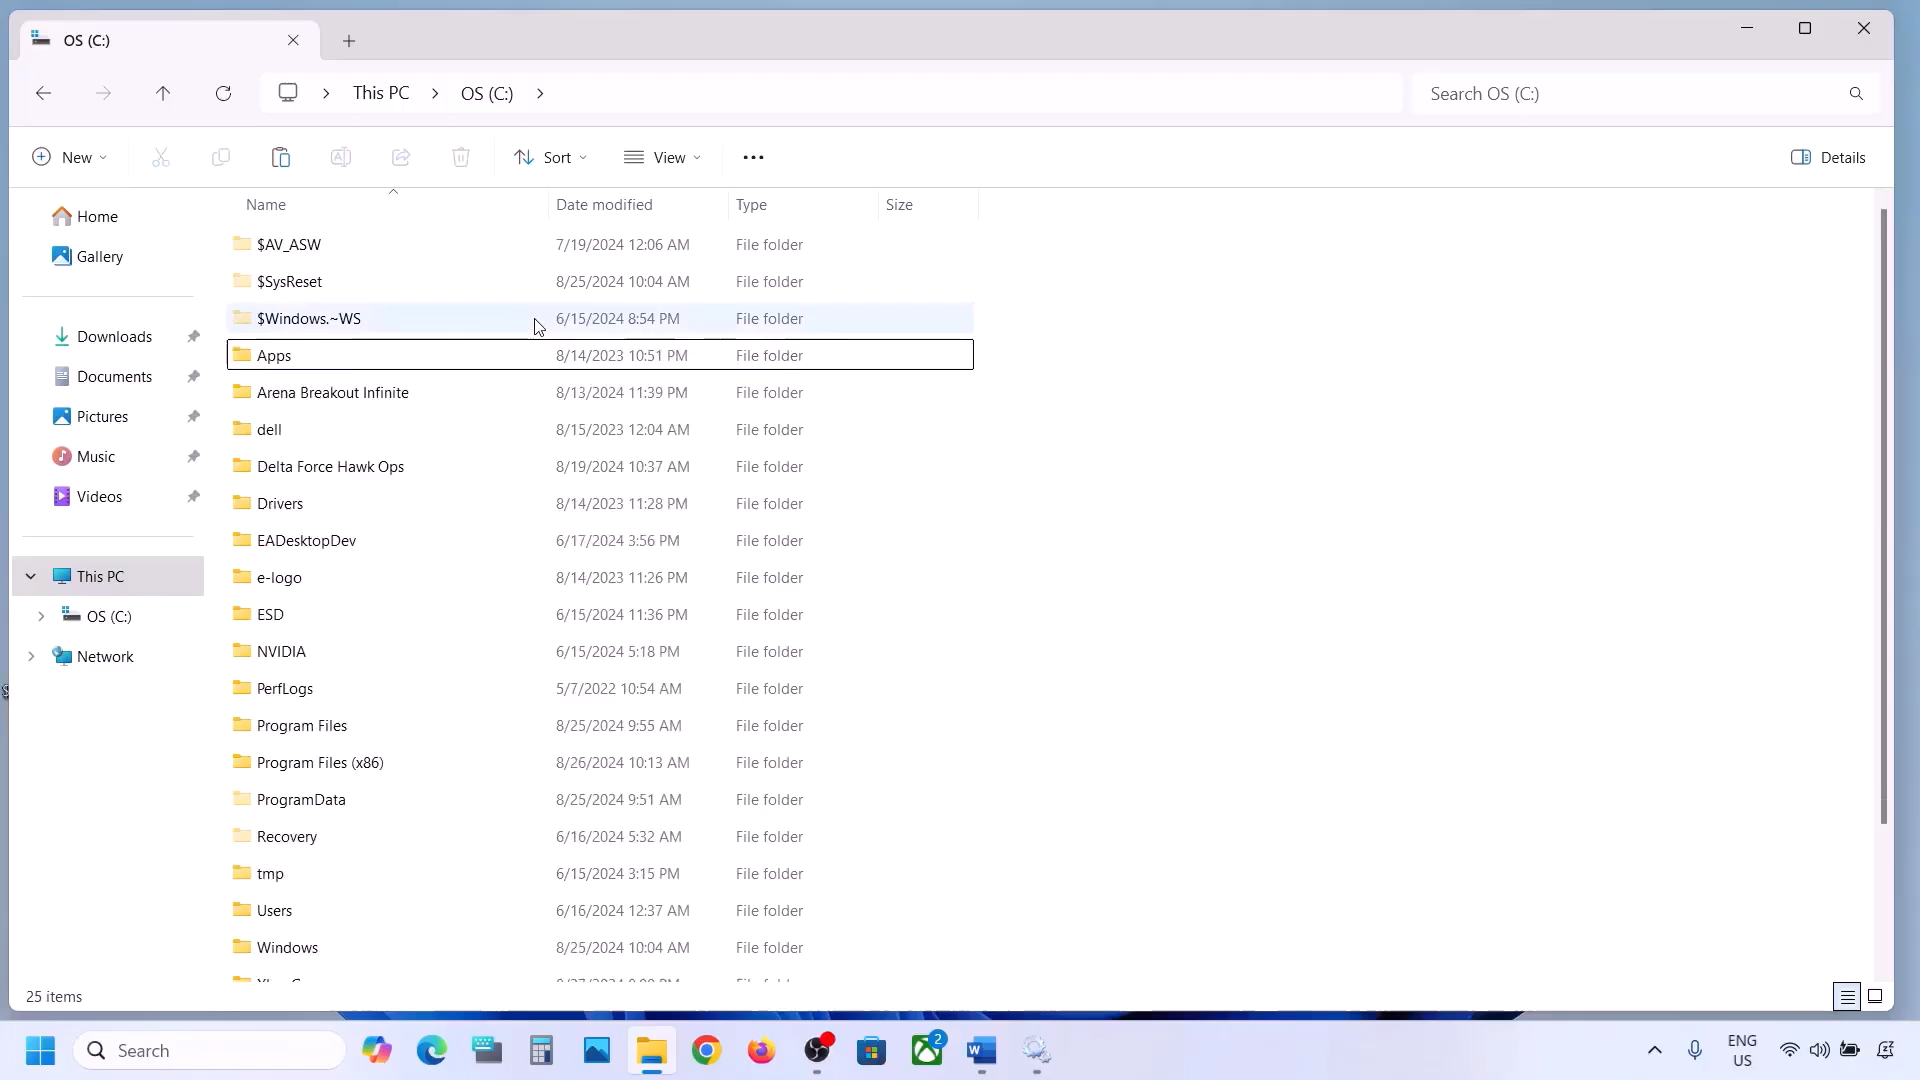 OS (C:)
This PC
OS (C:)
Search OS (C:)
New
Sort
View
Details
Name Date modified Type Size
$AV_ASW 7/19/2024 12:06 AM File folder
$SysReset 8/25/2024 10:04 AM File folder
$Windows.~WS 6/15/2024 8:54 PM File folder
Apps 8/14/2023 10:51 PM File folder
Arena Breakout Infinite 8/13/2024 11:39 PM File folder
dell 8/15/2023 12:04 AM File folder
Delta Force Hawk Ops 8/19/2024 10:37 AM File folder
Drivers 8/14/2023 11:28 PM File folder
EADesktopDev 6/17/2024 3:56 PM File folder
e-logo 8/14/2023 11:26 PM File folder
ESD 6/15/2024 11:36 PM File folder
NVIDIA 6/15/2024 5:18 PM File folder
PerfLogs 5/7/2022 10:54 AM File folder
Program Files 8/25/2024 9:55 AM File folder
Program Files (x86) 8/26/2024 10:13 AM File folder
ProgramData 8/25/2024 9:51 AM File folder
Recovery 6/16/2024 5:32 AM File folder
tmp 6/15/2024 3:15 PM File folder
Users 6/16/2024 12:37 AM File folder
Windows 8/25/2024 10:04 AM File folder
Home
Gallery
Downloads
Documents
Pictures
Music
Videos
This PC
OS (C:)
Network
25 items
Search
2
ENG
US